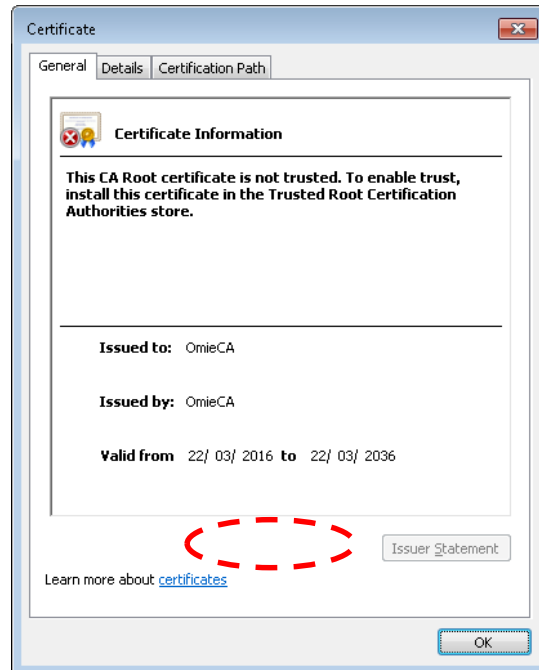 Certificate
General Details Certification Path
Certificate Information
This CA Root certificate is not trusted. To enable trust,
install this certificate in the Trusted Root Certification
Authorities store.
Issued to: OmieCA
Issued by: OmieCA
Valid from 22/ 03/ 2016 to 22/ 03/ 2036
Issuer Statement
Learn more about certificates
OK